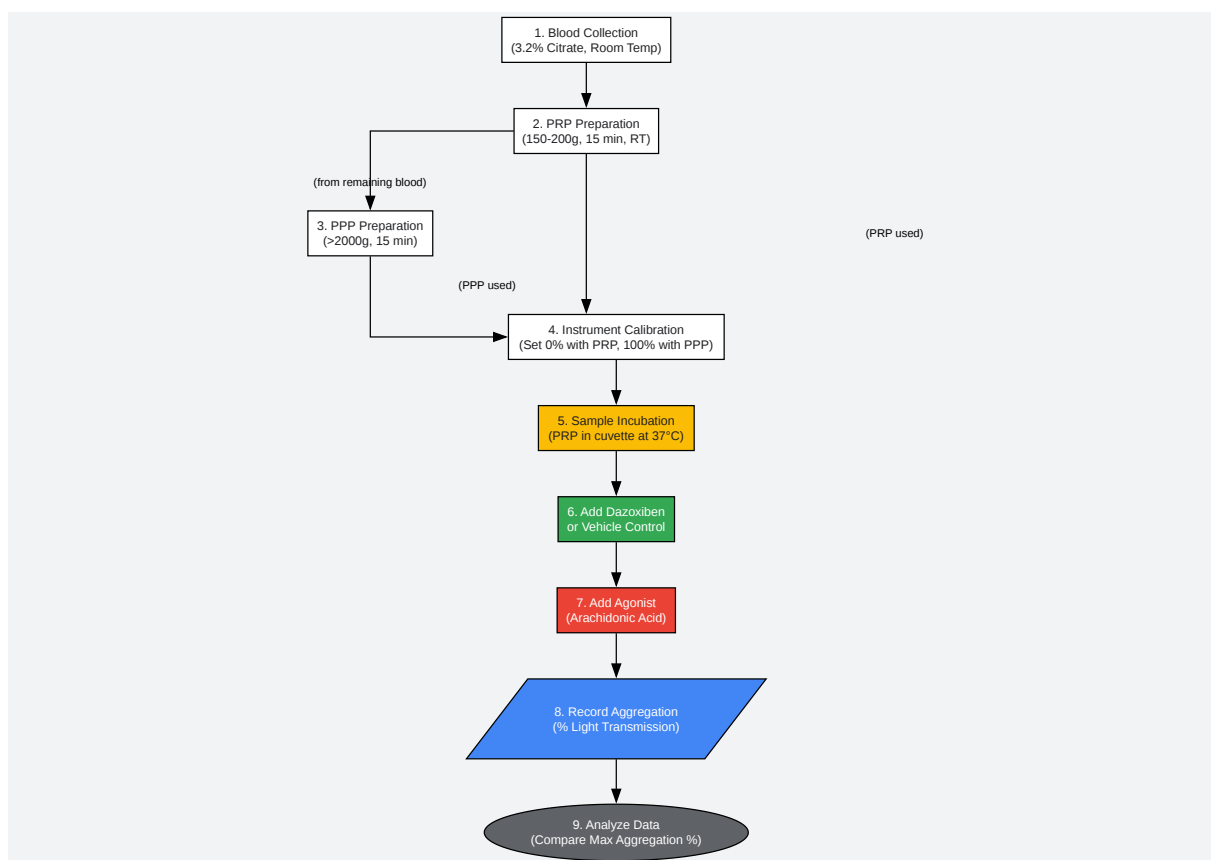 1. Blood Collection
(3.2% Citrate, Room Temp)
2. PRP Preparation
(150-200g, 15 min, RT)
(from remaining blood)
3. PPP Preparation
(>2000g, 15 min)
(PRP used)
(PPP used)
4. Instrument Calibration
(Set 0% with PRP, 100% with PPP)
5. Sample Incubation
(PRP in cuvette at 37°C)
6. Add Dazoxiben
or Vehicle Control
7. Add Agonist
(Arachidonic Acid)
8. Record Aggregation
(% Light Transmission)
9. Analyze Data
(Compare Max Aggregation %)